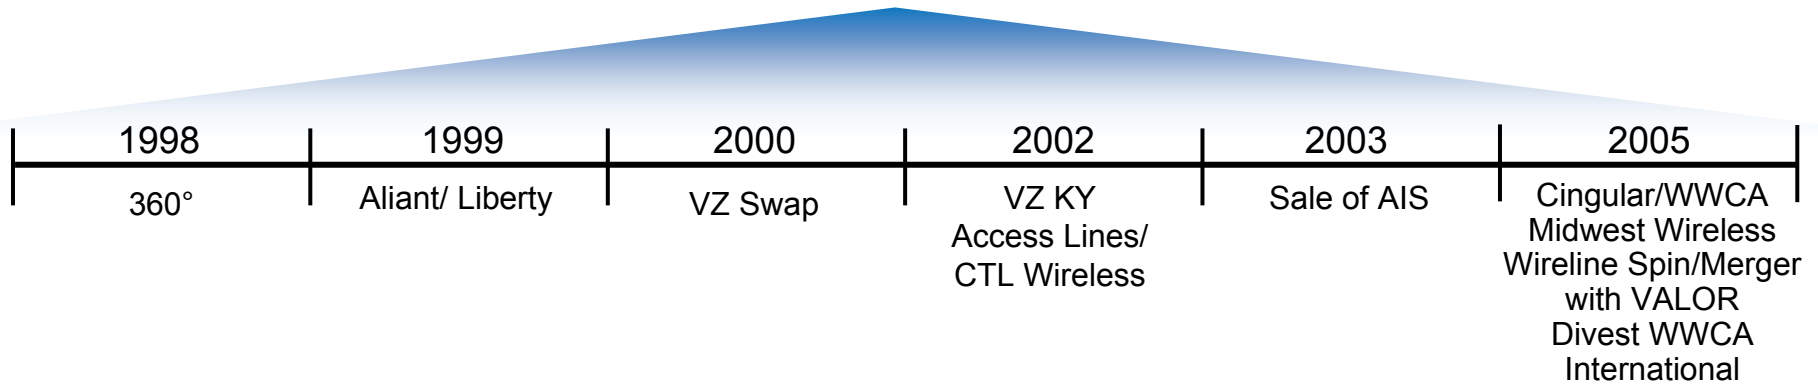 1998
1999
2000
2002
2003
2005
360°
Aliant/ Liberty
VZ Swap
VZ KY
Access Lines/
CTL Wireless
Sale of AIS
Cingular/WWCA
Midwest Wireless
Wireline Spin/Merger
with VALOR
Divest WWCA
International